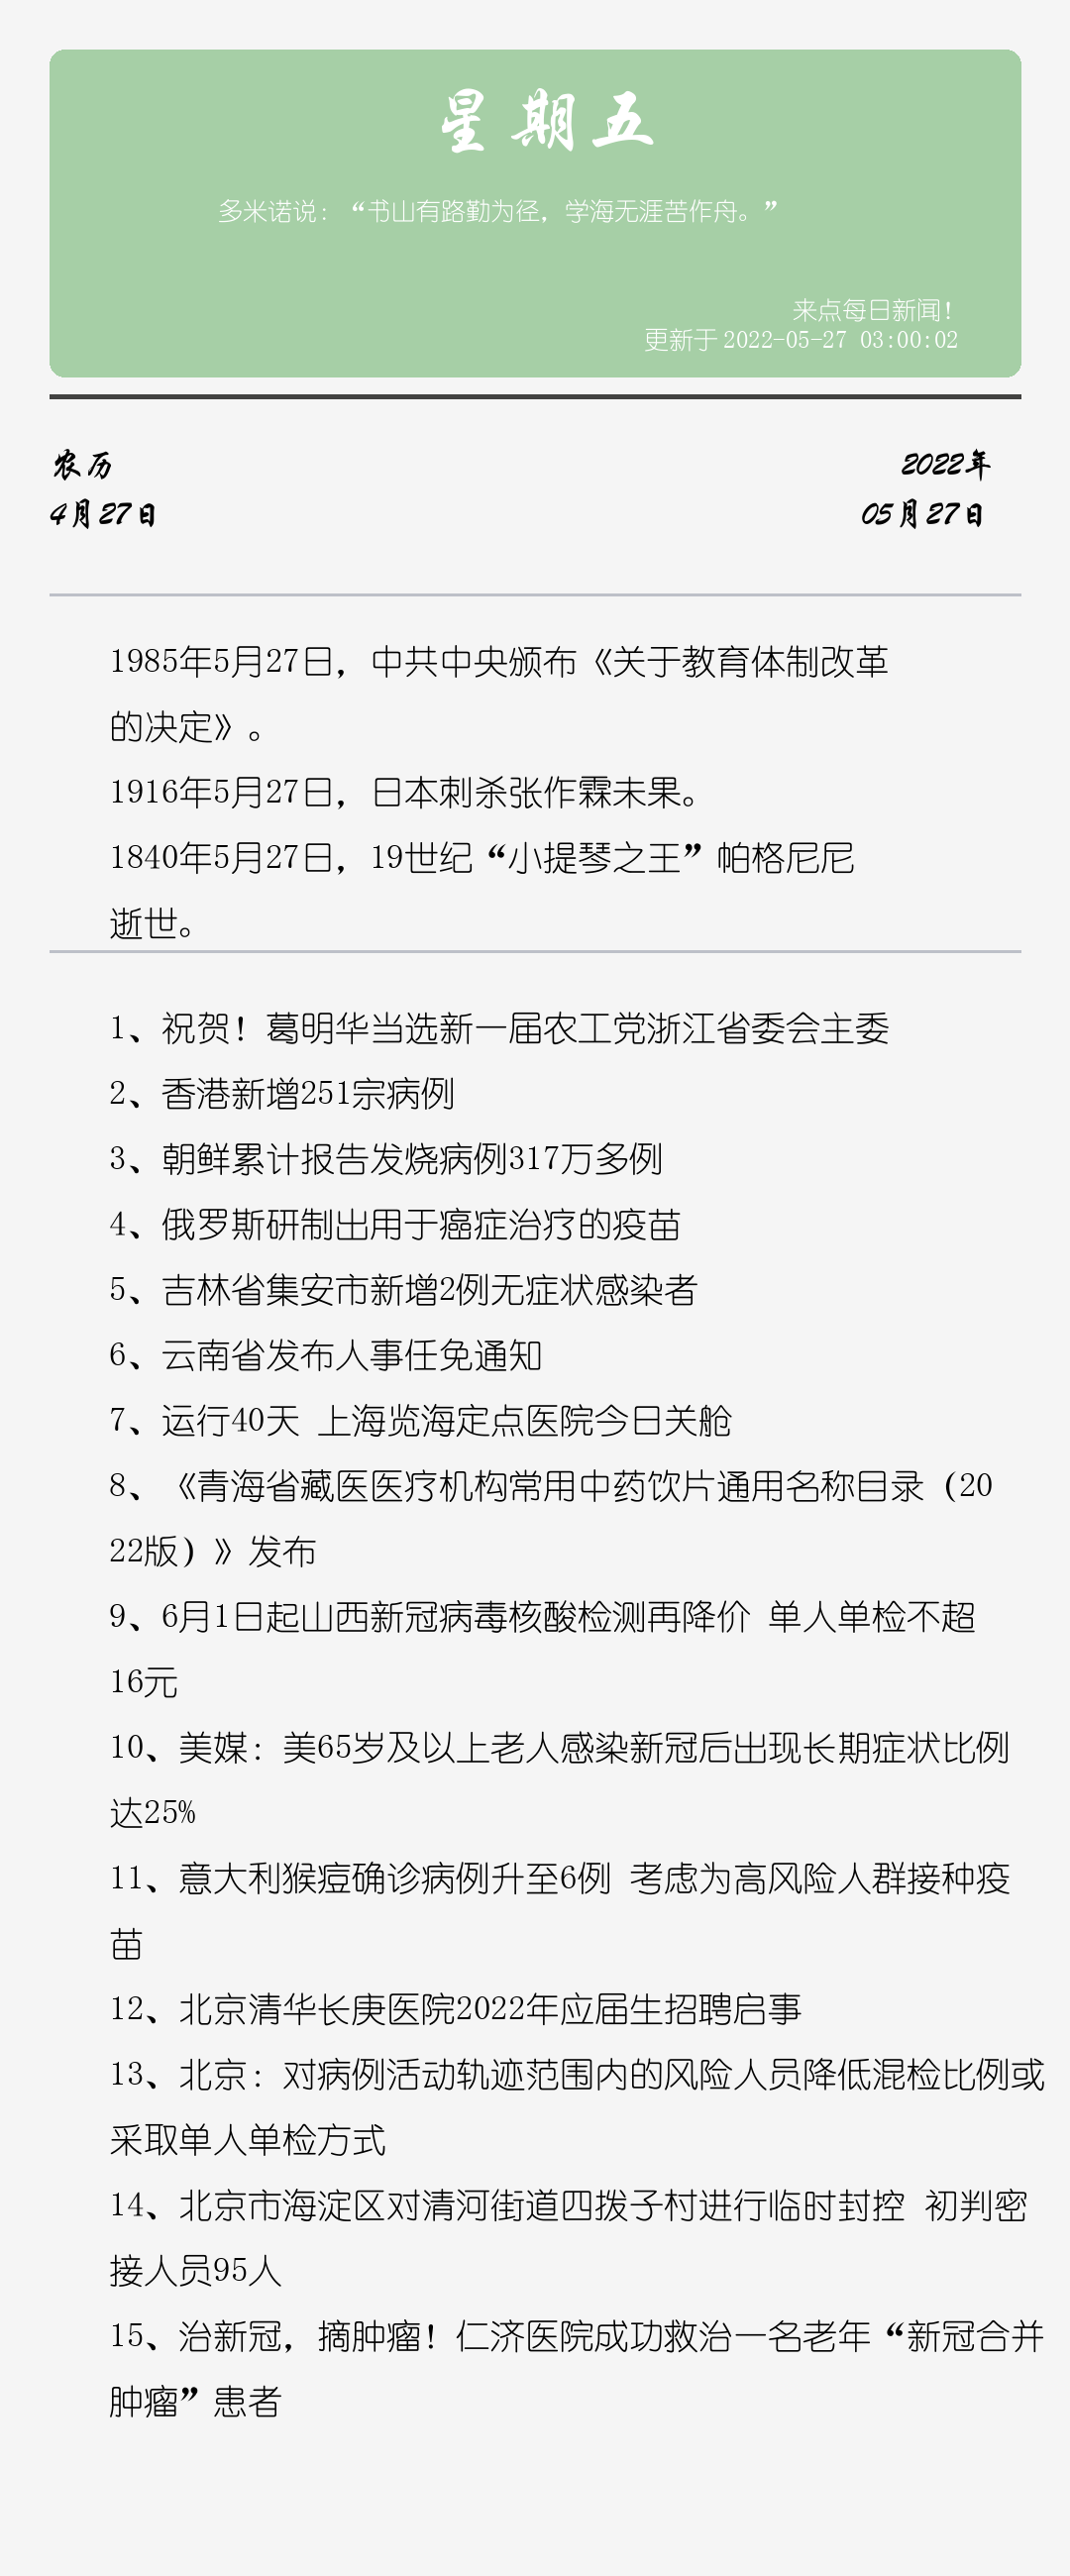 星期五
多米诺说：“书山有路勤为径，学海无涯苦作舟。”
来点每日新闻！
更新于 2022-05-27 03:00:02
农历
2022年
4月27日
05月27日
1985年5月27日，中共中央颁布《关于教育体制改革
的决定》。
1916年5月27日，日本刺杀张作霖未果。
1840年5月27日，19世纪“小提琴之王”帕格尼尼
逝世。
1、祝贺！葛明华当选新一届农工党浙江省委会主委
2、香港新增251宗病例
3、朝鲜累计报告发烧病例317万多例
4、俄罗斯研制出用于癌症治疗的疫苗
5、吉林省集安市新增2例无症状感染者
6、云南省发布人事任免通知
7、运行40天 上海览海定点医院今日关舱
8、《青海省藏医医疗机构常用中药饮片通用名称目录（20
22版）》发布
9、6月1日起山西新冠病毒核酸检测再降价 单人单检不超
16元
10、美媒：美65岁及以上老人感染新冠后出现长期症状比例
达25%
11、意大利猴痘确诊病例升至6例 考虑为高风险人群接种疫
苗
12、北京清华长庚医院2022年应届生招聘启事
13、北京：对病例活动轨迹范围内的风险人员降低混检比例或
采取单人单检方式
14、北京市海淀区对清河街道四拨子村进行临时封控 初判密
接人员95人
15、治新冠，摘肿瘤！仁济医院成功救治一名老年“新冠合并
肿瘤”患者